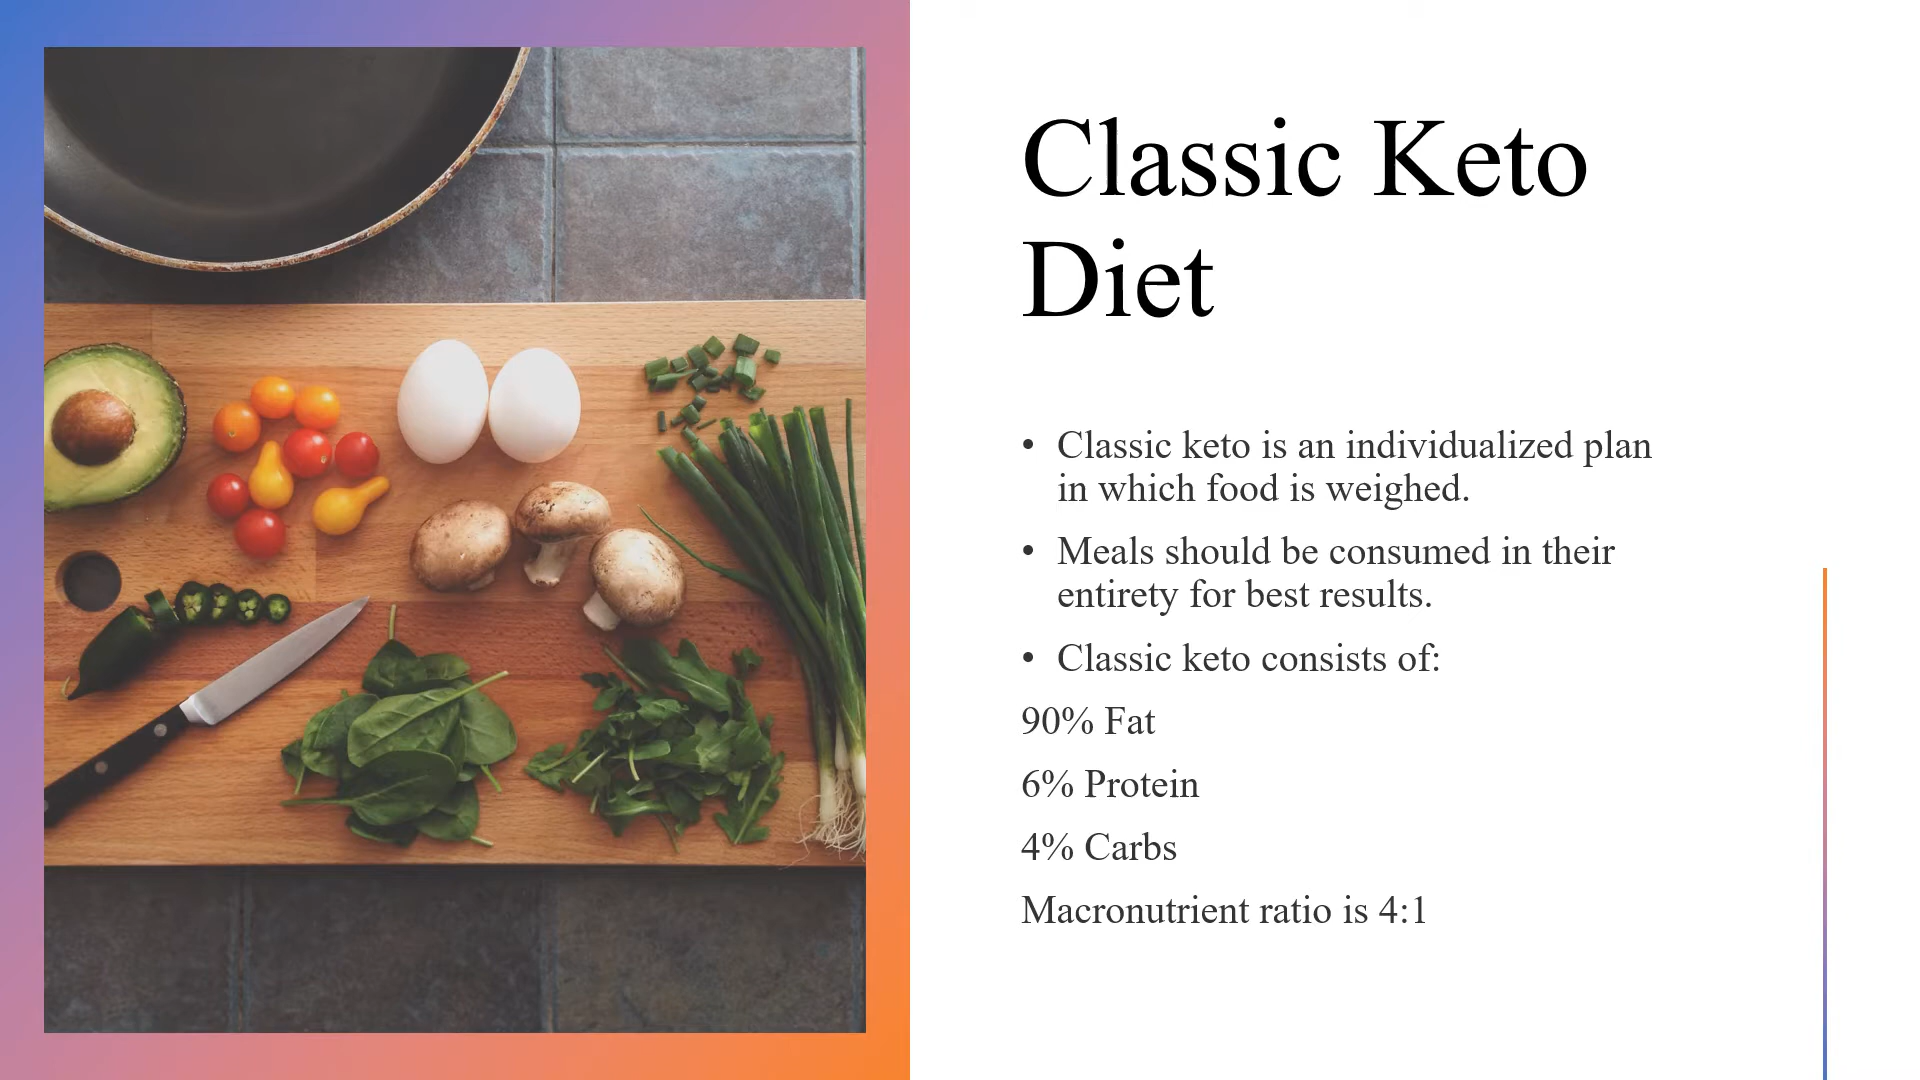 Classic Keto
Diet
• Classic keto is an individualized plan
in which food is weighed.
• Meals should be consumed in their
entirety for best results.
• Classic keto consists of:
90% Fat
6% Protein
4% Carbs
Macronutrient ratio is 4:1